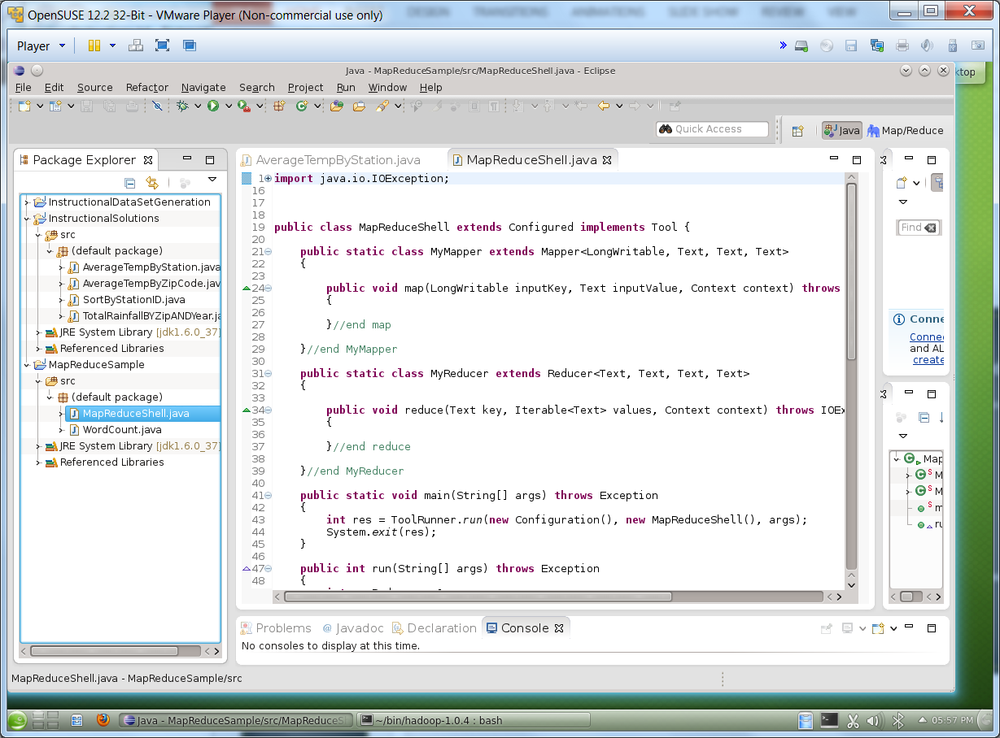 OpenSUSE 12.2 32-Bit - VMware Player (Non-commercial use only)
Player
Java - MapReduceSample/src/MapReduceShell.java - Eclipse
ktop
File Edit Source Refactor Navigate Search Project Run Window Help
Quick Access
Java
Map/Reduce
Package Explorer
InstructionalDataSetGeneration
InstructionalSolutions
src
(default package)
AverageTempByStation.java
AverageTempByZipCode.jav
SortByStationID.java
TotalRainfallBYZipANDYear.ja
JRE System Library [jdk1.6.0_37]
Referenced Libraries
MapReduceSample
src
(default package)
MapReduceShell.java
WordCount.java
JRE System Library [jdk1.6.0_37]
Referenced Libraries
AverageTempByStation.java
MapReduceShell.java
1 import java.io.IOException;
16
17
18
19 public class MapReduceShell extends Configured implements Tool {
20
21 public static class MyMapper extends Mapper<LongWritable, Text, Text, Text>
22 {
23
24 public void map(LongWritable inputKey, Text inputValue, Context context) throws
25 {
26
27 }//end map
28
29 }//end MyMapper
30
31 public static class MyReducer extends Reducer<Text, Text, Text, Text>
32 {
33
34 public void reduce(Text key, Iterable<Text> values, Context context) throws IOEx
35 {
36
37 }//end reduce
38
39 }//end MyReducer
40
41 public static void main(String[] args) throws Exception
42 {
43 int res = ToolRunner.run(new Configuration(), new MapReduceShell(), args);
44 System.exit(res);
45 }
46
47 public int run(String[] args) throws Exception
48 {
Find
Conne
Connec
and AL
create
Map
M
M
m
ru
Problems
@ Javadoc
Declaration
Console
No consoles to display at this time.
MapReduceShell.java - MapReduceSample/src
Java - MapReduceSample/src/MapReduceS
~/bin/hadoop-1.0.4 : bash
05:57 PM